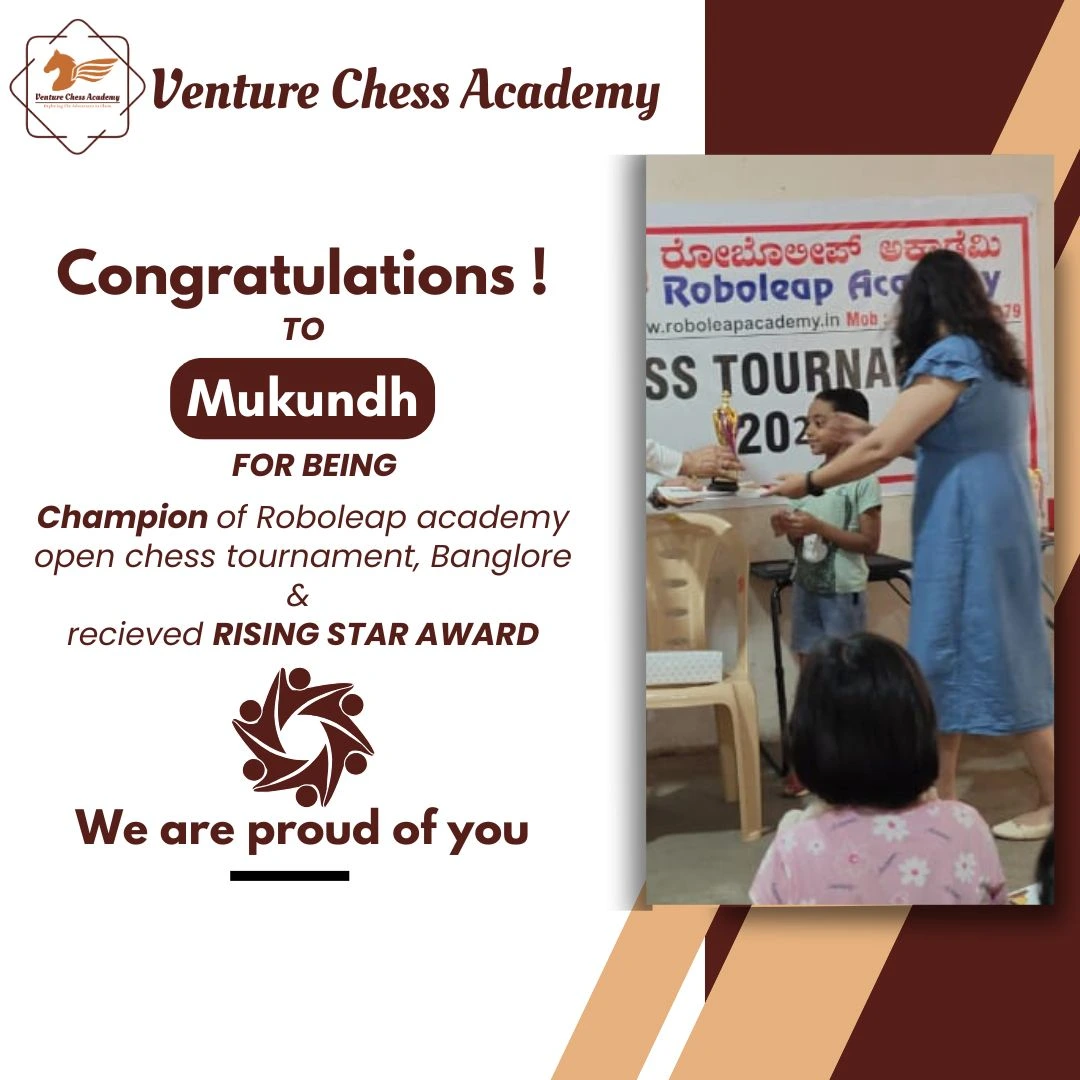 Venture Chess Academy
Venture Chess Academy
Congratulations !
TO
Mukundh
FOR BEING
Champion of Roboleap academy
open chess tournament, Banglore
&
recieved RISING STAR AWARD
We are proud of you
ರೋಬೋಲೀಪ್ ಅಕಾಡೆಮಿ
Roboleap
w.roboleapacademy.in Mob : 79
SS TOURNA
202